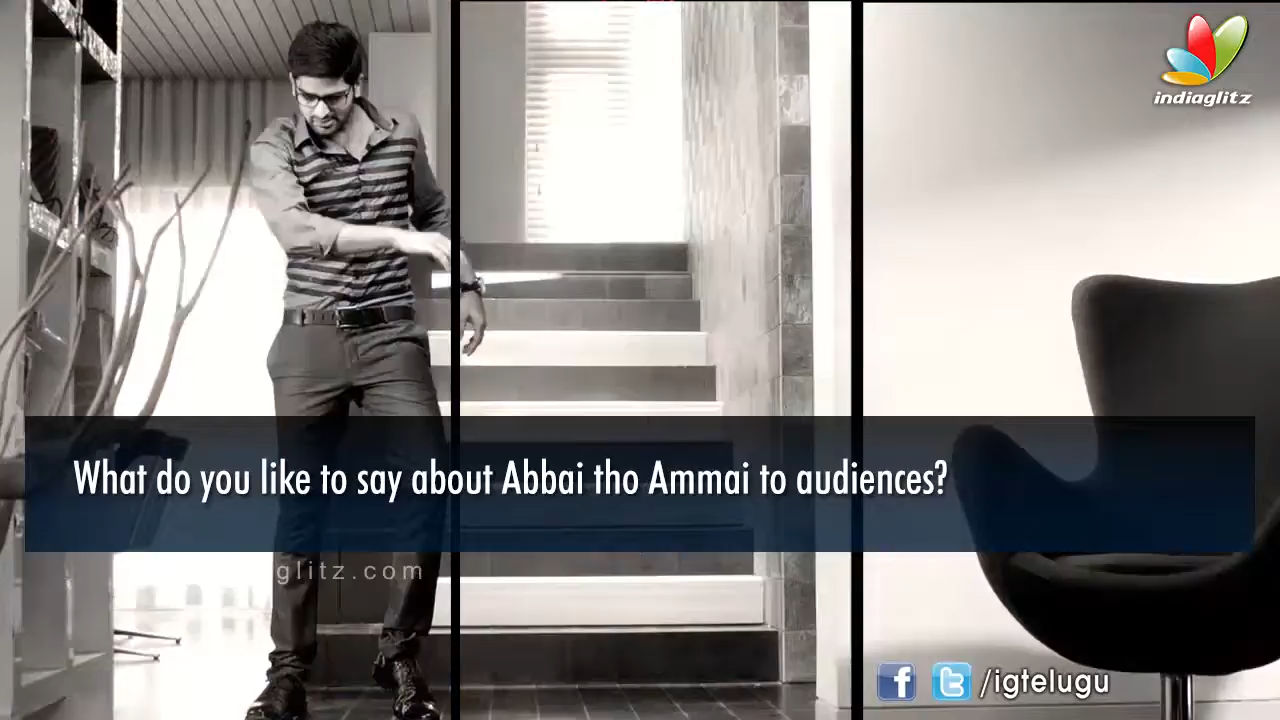 indiaglitz
What do you like to say about Abbai tho Ammai to audiences?
glitz.com
/igtelugu